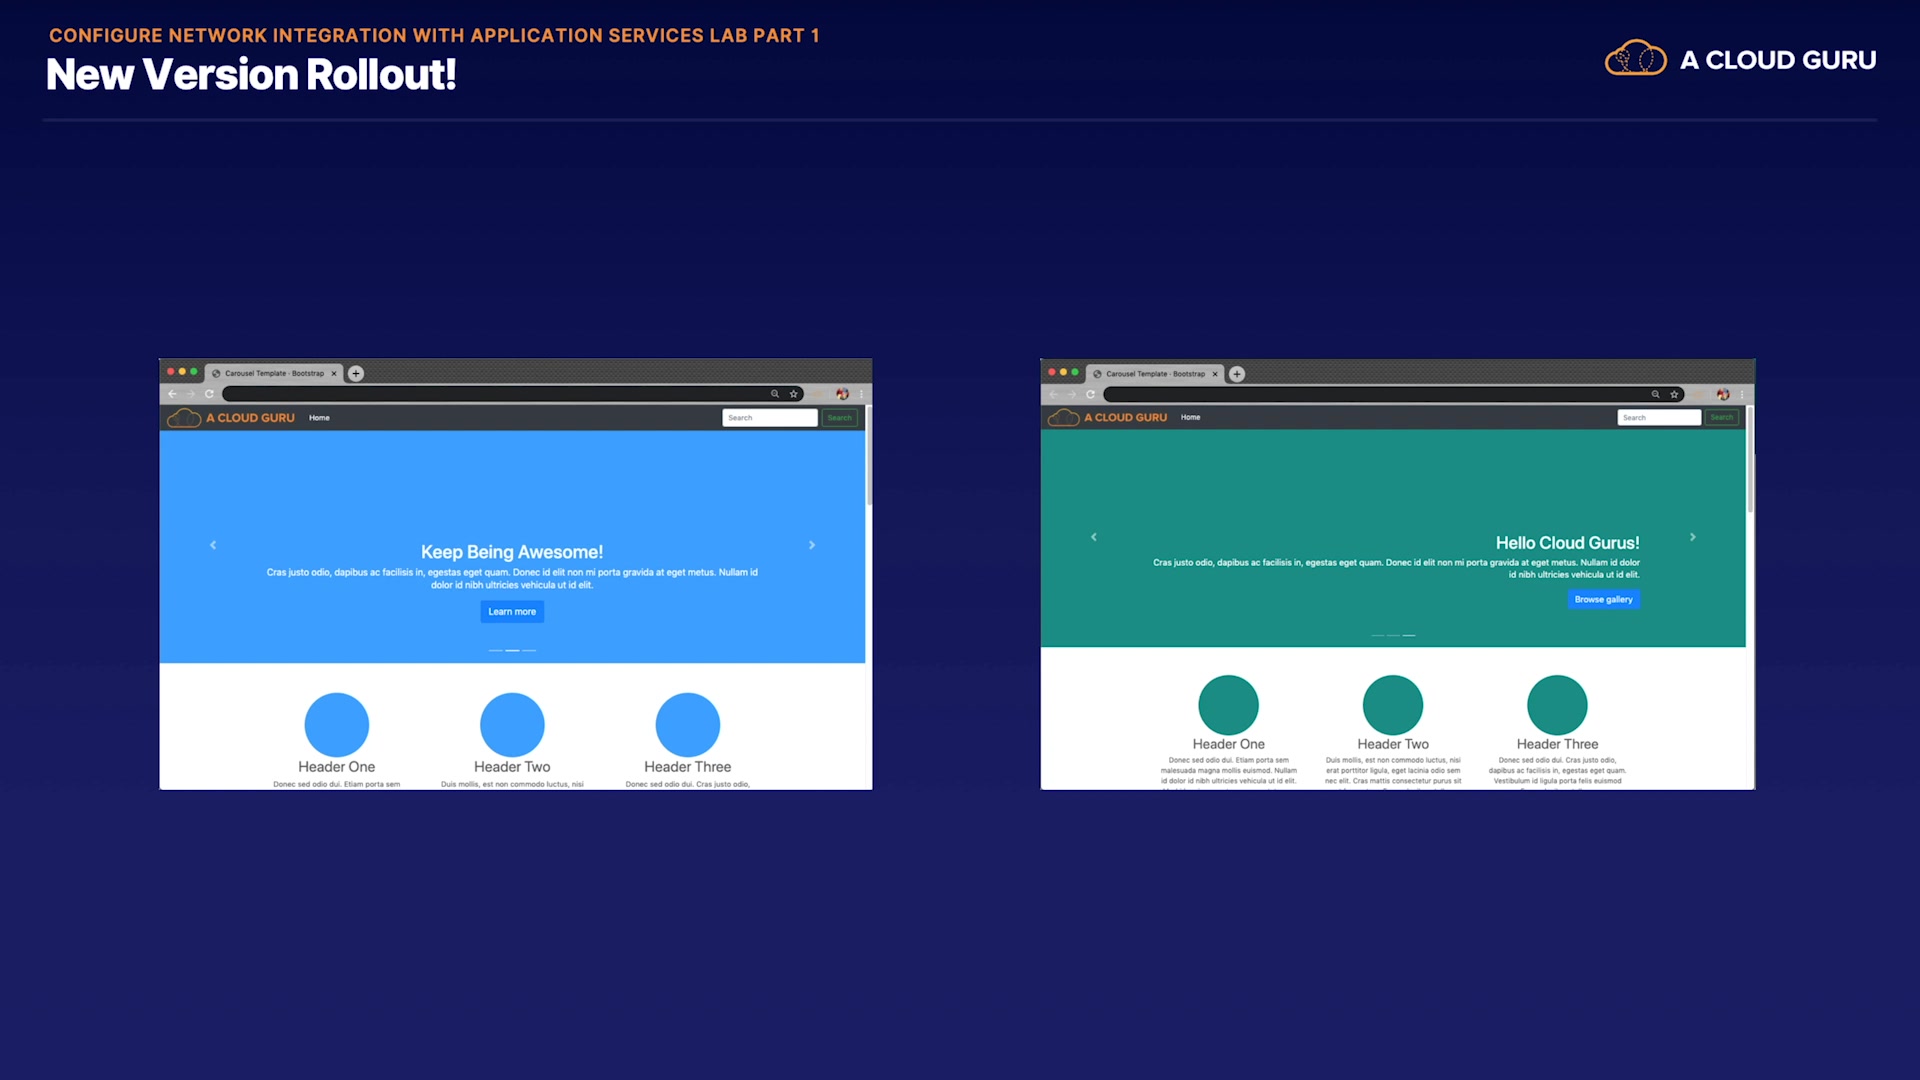 CONFIGURE NETWORK INTEGRATION WITH APPLICATION SERVICES LAB PART 1
New Version Rollout!
A CLOUD GURU
Carousel Template · Bootstrap
A CLOUD GURU
Home
Search
Search
Keep Being Awesome!
Cras justo odio, dapibus ac facilisis in, egestas eget quam. Donec id elit non mi porta gravida at eget metus. Nullam id
dolor id nibh ultricies vehicula ut id elit.
Learn more
Header One
Header Two
Header Three
Donec sed odio dui. Etiam porta sem
Duis mollis, est non commodo luctus, nisi
Donec sed odio dui. Cras justo odio,
Carousel Template · Bootstrap
A CLOUD GURU
Home
Search
Search
Hello Cloud Gurus!
Cras justo odio, dapibus ac facilisis in, egestas eget quam. Donec id elit non mi porta gravida at eget metus. Nullam id dolor
id nibh ultricies vehicula ut id elit.
Browse gallery
Header One
Donec sed odio dui. Etiam porta sem
malesuada magna mollis euismod. Nullam
id dolor id nibh ultricies vehicula ut id elit.
Header Two
Duis mollis, est non commodo luctus, nisi
erat porttitor ligula, eget lacinia odio sem
nec elit. Cras mattis consectetur purus sit
Header Three
Donec sed odio dui. Cras justo odio,
dapibus ac facilisis in, egestas eget quam.
Vestibulum id ligula porta felis euismod